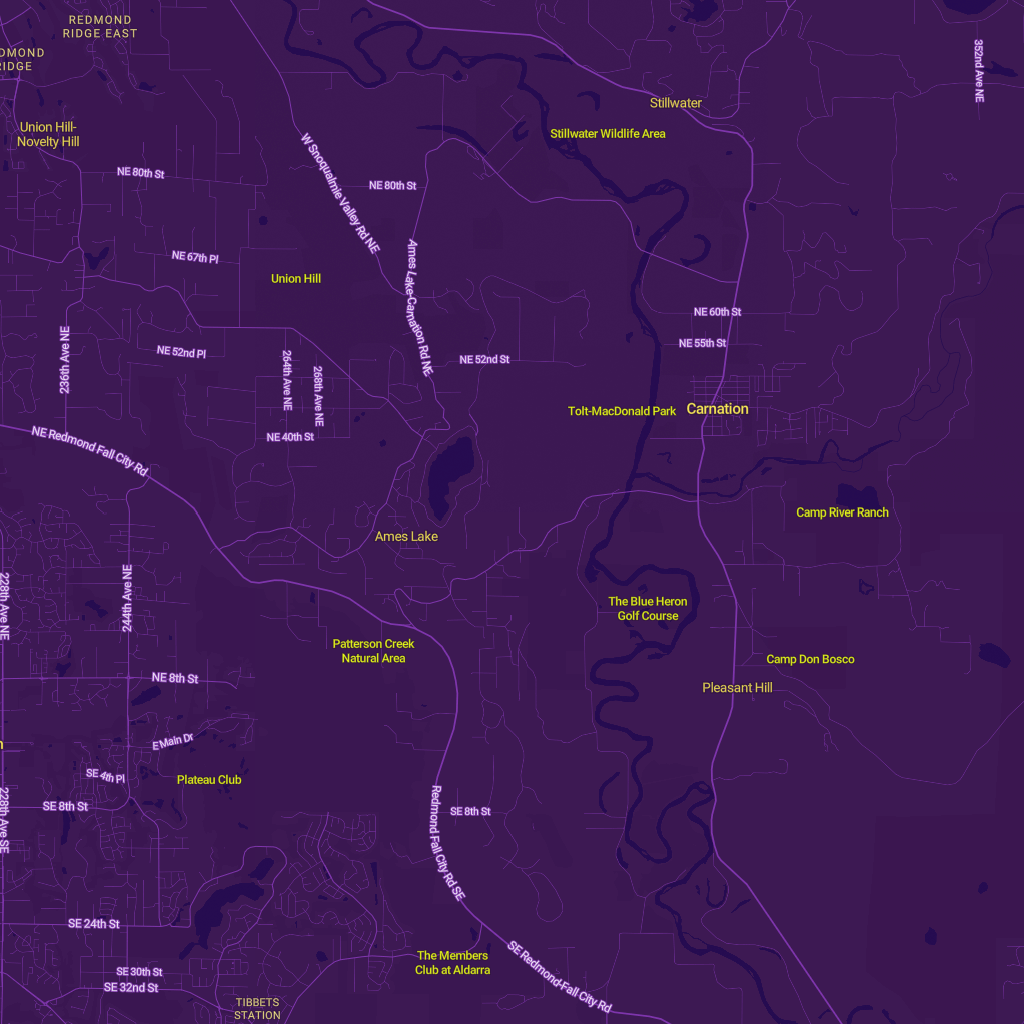 REDMOND
RIDGE EAST
DMOND
IDGE
352nd Ave NE
Stillwater
Union Hill-
Novelty Hill
Stillwater Wildlife Area
W Snoqualmie Valley Rd NE
NE 80th St
NE 80th St
NE 67th Pl
Union Hill
Ames Lake-Carnation Rd NE
NE 60th St
NE 55th St
236th Ave NE
NE 52nd Pl
264th Ave NE
268th Ave NE
NE 52nd St
Tolt-MacDonald Park
Carnation
NE 40th St
NE Redmond Fall City Rd
Camp River Ranch
Ames Lake
228th Ave NE
244th Ave NE
The Blue Heron
Golf Course
Patterson Creek
Natural Area
Camp Don Bosco
NE 8th St
Pleasant Hill
E Main Dr
n
SE 4th Pl
Plateau Club
228th Ave SE
SE 8th St
Redmond Fall City Rd SE
SE 8th St
SE 24th St
The Members
Club at Aldarra
SE Redmond-Fall City Rd
SE 30th St
SE 32nd St
TIBBETS
STATION